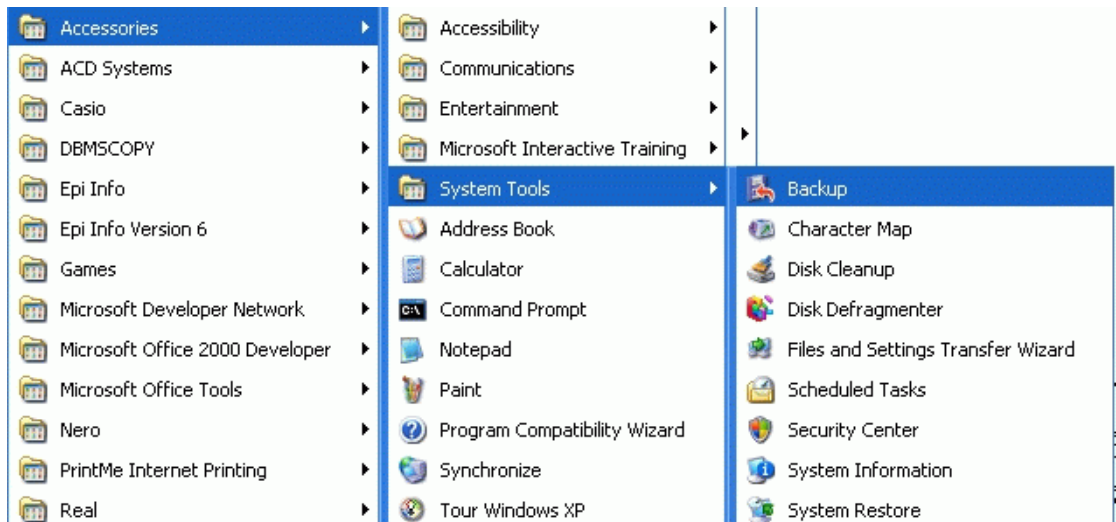 Accessories
ACD Systems
Casio
DBMSCOPY
Epi Info
Epi Info Version 6
Games
Microsoft Developer Network
Microsoft Office 2000 Developer
Microsoft Office Tools
Nero
PrintMe Internet Printing
Real
Accessibility
Communications
Entertainment
Microsoft Interactive Training
System Tools
Address Book
Calculator
Command Prompt
Notepad
Paint
Program Compatibility Wizard
Synchronize
Tour Windows XP
Backup
Character Map
Disk Cleanup
Disk Defragmenter
Files and Settings Transfer Wizard
Scheduled Tasks
Security Center
System Information
System Restore